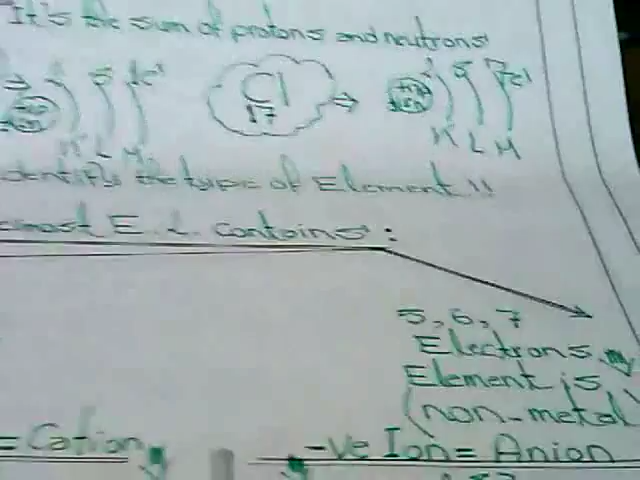 It's the sum of protons and neutrons
Cl
17
K L M
K L M
identify the type of Element !!
E. L. contains:
5, 6, 7
Electrons
Element is
(non-metal)
= Cation
-ve Ion = Anion